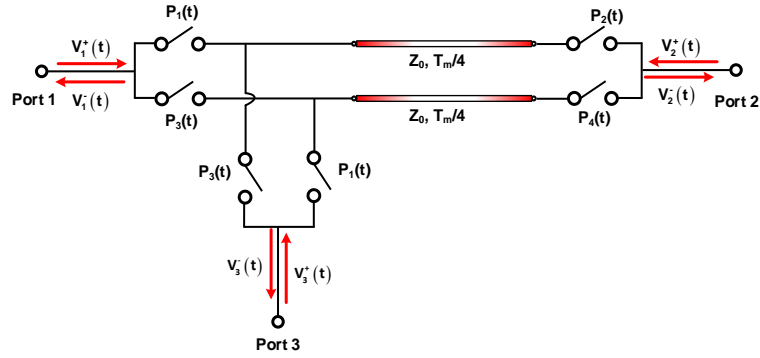 P₁(t)
P₂(t)
V₁⁺(t)
V₂⁺(t)
Z₀, Tₘ/4
Port 1
V₁⁻(t)
V₂⁻(t)
Port 2
P₃(t)
Z₀, Tₘ/4
P₄(t)
P₃(t)
P₁(t)
V₃⁻(t)
V₃⁺(t)
Port 3